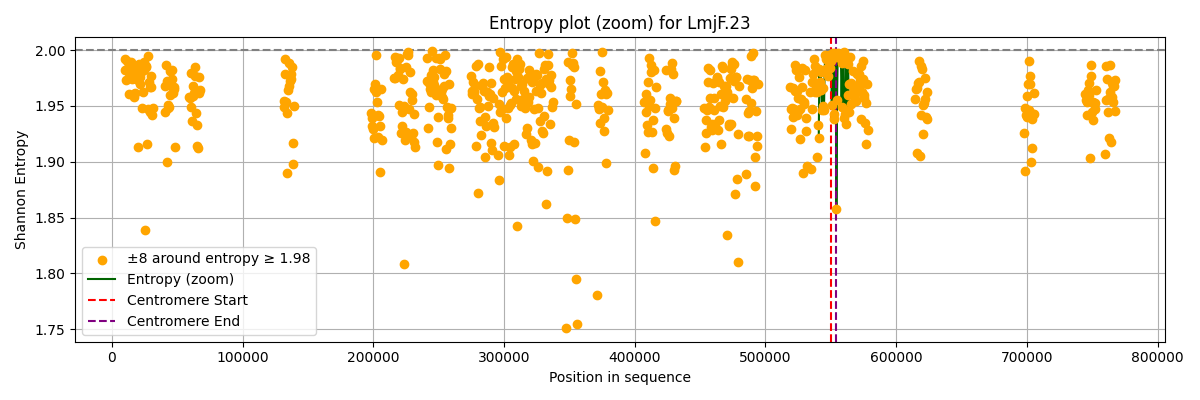 Entropy plot (zoom) for LmjF.23
2.00
1.95
1.90
1.85
1.80
1.75
Shannon Entropy
±8 around entropy ≥ 1.98
Entropy (zoom)
Centromere Start
Centromere End
0 100000 200000 300000 400000 500000 600000 700000 800000
Position in sequence